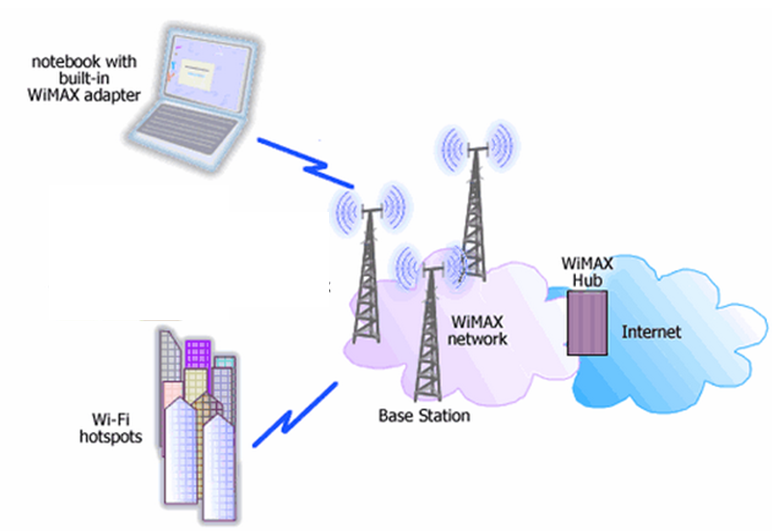 notebook with
built-in
WiMAX adapter
WiMAX
Hub
WiMAX
network
Internet
Base Station
Wi-Fi
hotspots